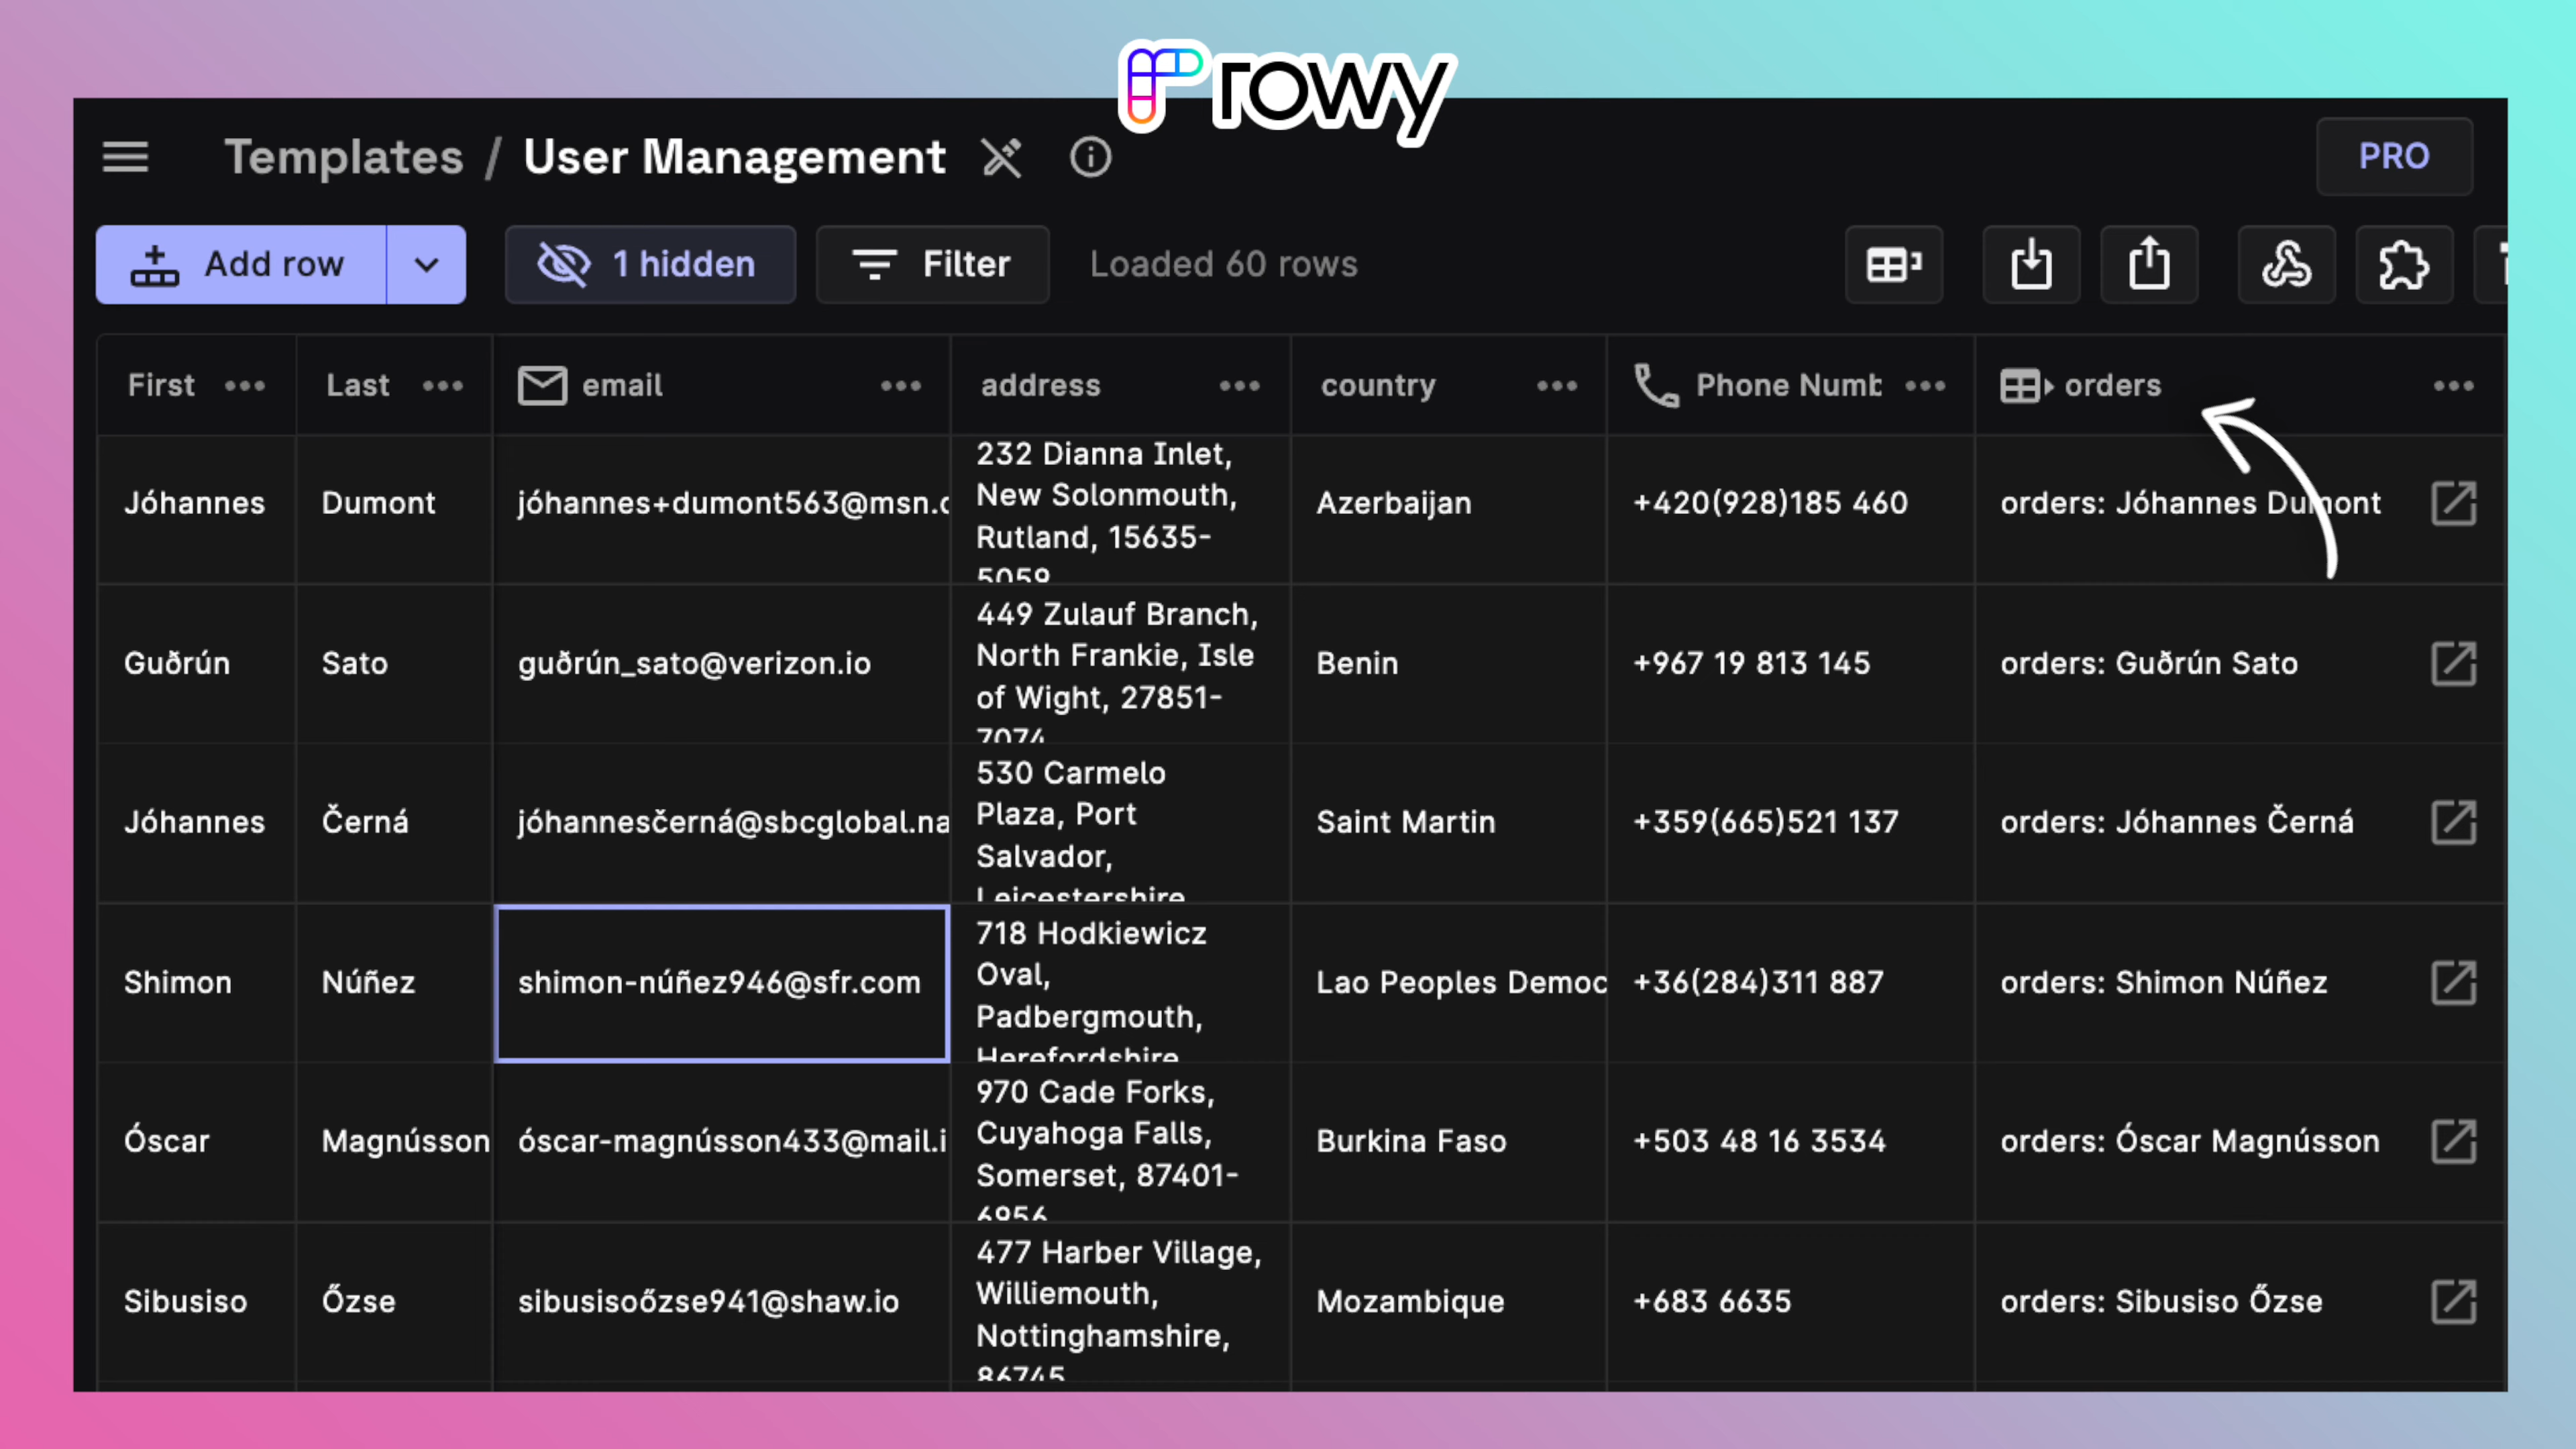 rowy
Templates / User Management
PRO
Add row
1 hidden
Filter
Loaded 60 rows
First
Last
email
address
country
Phone Numb
orders
Jóhannes
Dumont
jóhannes+dumont563@msn.c
232 Dianna Inlet,
New Solonmouth,
Rutland, 15635-
5059
Azerbaijan
+420(928)185 460
orders: Jóhannes Dumont
Guðrún
Sato
guðrún_sato@verizon.io
449 Zulauf Branch,
North Frankie, Isle
of Wight, 27851-
7074
Benin
+967 19 813 145
orders: Guðrún Sato
Jóhannes
Černá
jóhannesčerná@sbcglobal.na
530 Carmelo
Plaza, Port
Salvador,
Leicestershire
Saint Martin
+359(665)521 137
orders: Jóhannes Černá
Shimon
Núñez
shimon-núñez946@sfr.com
718 Hodkiewicz
Oval,
Padbergmouth,
Herefordshire
Lao Peoples Democ
+36(284)311 887
orders: Shimon Núñez
Óscar
Magnússon
óscar-magnússon433@mail.i
970 Cade Forks,
Cuyahoga Falls,
Somerset, 87401-
6956
Burkina Faso
+503 48 16 3534
orders: Óscar Magnússon
Sibusiso
Őzse
sibusisoőzse941@shaw.io
477 Harber Village,
Williemouth,
Nottinghamshire,
86745
Mozambique
+683 6635
orders: Sibusiso Őzse